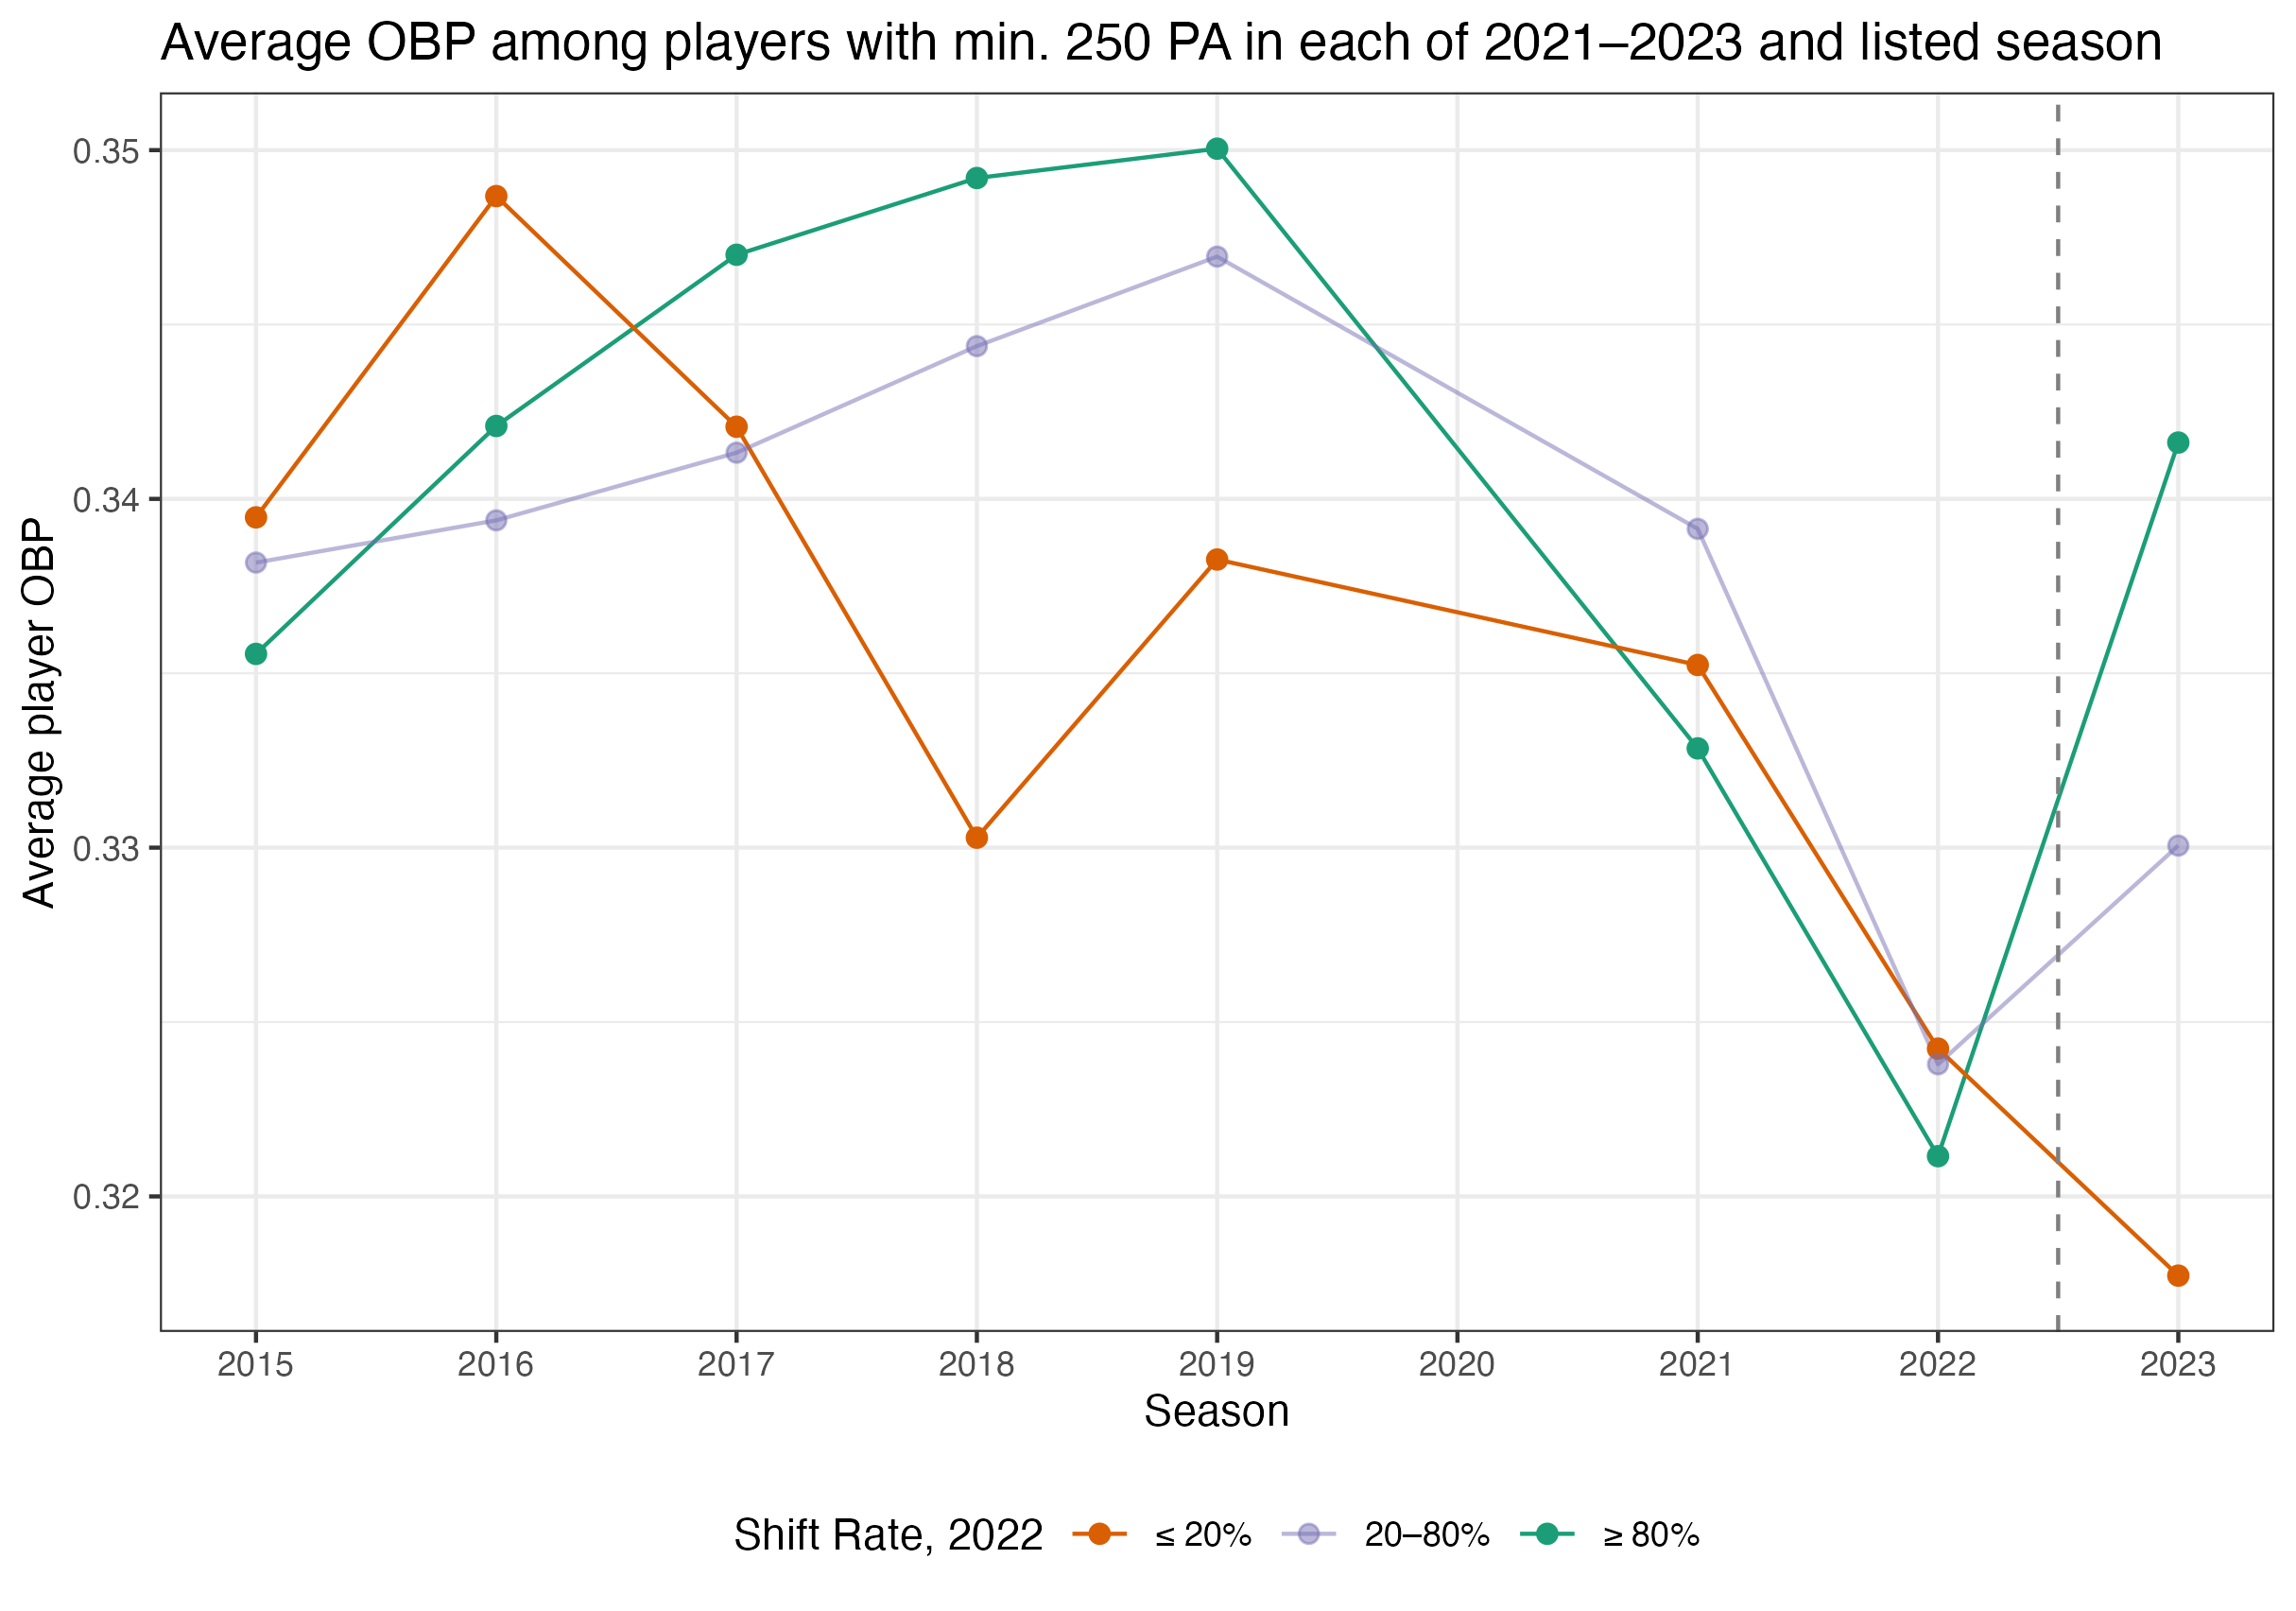 Average OBP among players with min. 250 PA in each of 2021–2023 and listed season
Average player OBP
0.35
0.34
0.33
0.32
2015 2016 2017 2018 2019 2020 2021 2022 2023
Season
Shift Rate, 2022 ≤ 20% 20–80% ≥ 80%